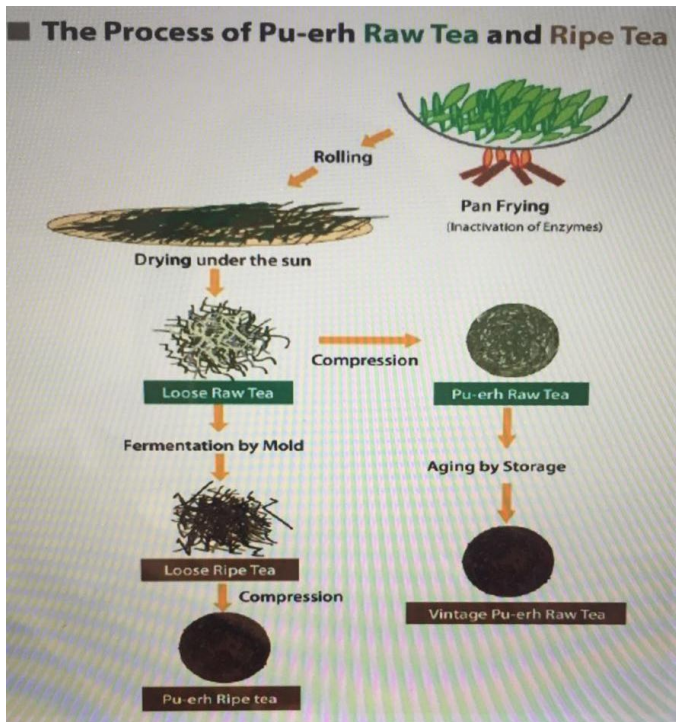 The Process of Pu-erh Raw Tea and Ripe Tea
Pan Frying
(Inactivation of Enzymes)
Rolling
Drying under the sun
Loose Raw Tea
Compression
Pu-erh Raw Tea
Fermentation by Mold
Aging by Storage
Loose Ripe Tea
Vintage Pu-erh Raw Tea
Compression
Pu-erh Ripe tea